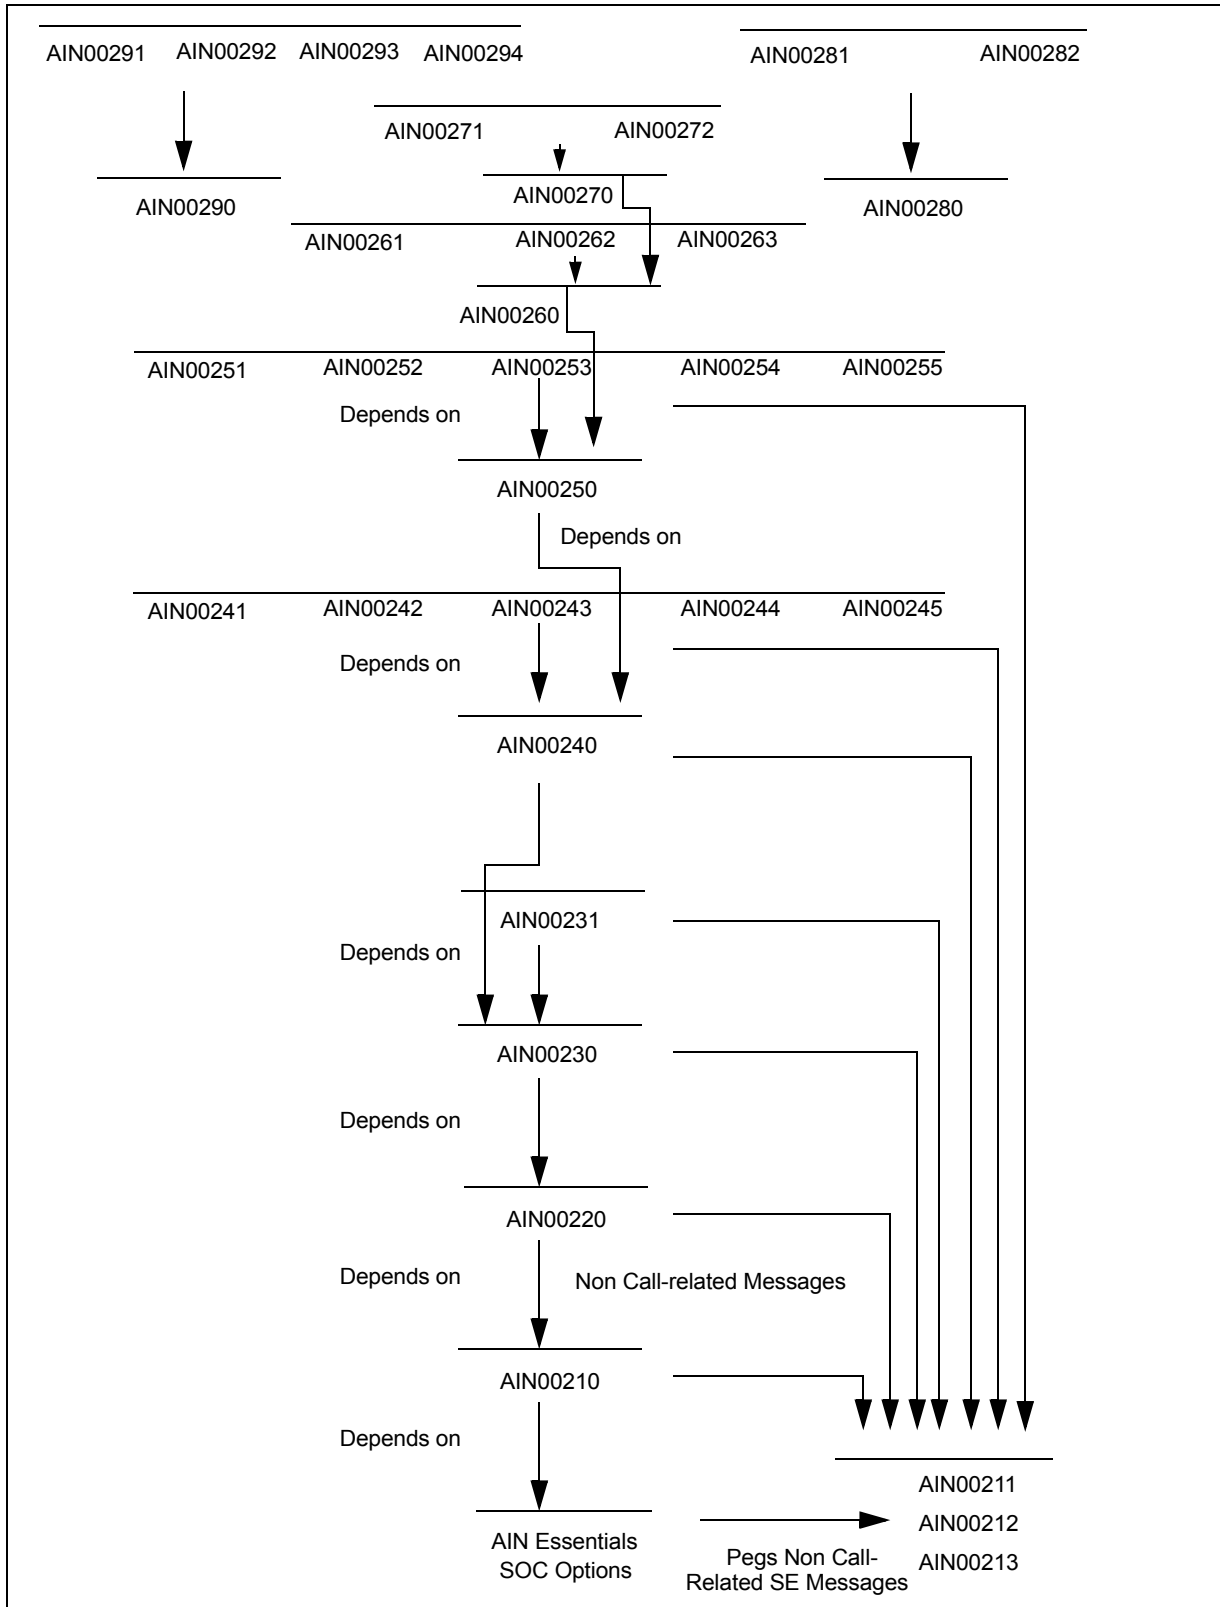 AIN00291 AIN00292 AIN00293 AIN00294 AIN00281 AIN00282
AIN00271 AIN00272
AIN00270
AIN00290 AIN00280
AIN00261 AIN00262 AIN00263
AIN00260
AIN00251 AIN00252 AIN00253 AIN00254 AIN00255
Depends on
AIN00250
Depends on
AIN00241 AIN00242 AIN00243 AIN00244 AIN00245
Depends on
AIN00240
AIN00231
Depends on
AIN00230
Depends on
AIN00220
Depends on
Non Call-related Messages
AIN00210
Depends on
AIN00211
AIN00212
AIN00213
AIN Essentials
SOC Options
Pegs Non Call-
Related SE Messages